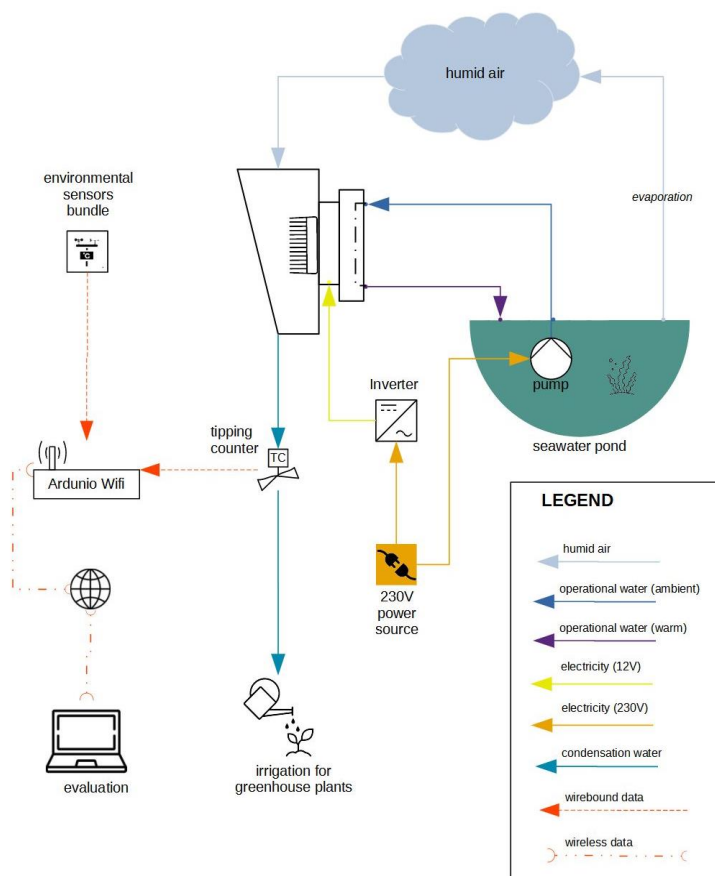 humid air
environmental
sensors
bundle
°C
evaporation
Inverter
pump
seawater pond
tipping
counter
TC
Ardunio Wifi
230V
power
source
irrigation for
greenhouse plants
evaluation
LEGEND
humid air
operational water (ambient)
operational water (warm)
electricity (12V)
electricity (230V)
condensation water
wirebound data
wireless data